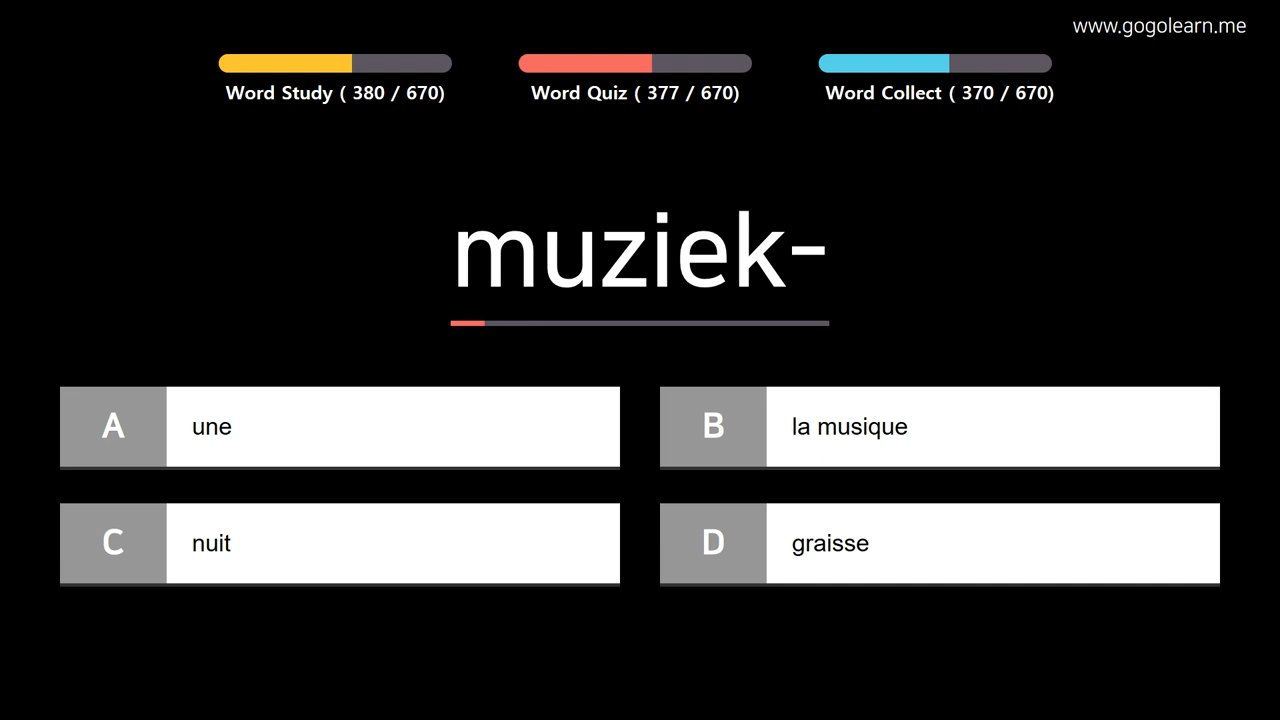 www.gogolearn.me
Word Study ( 380 / 670)
Word Quiz ( 377 / 670)
Word Collect ( 370 / 670)
muziek-
A
une
B
la musique
C
nuit
D
graisse